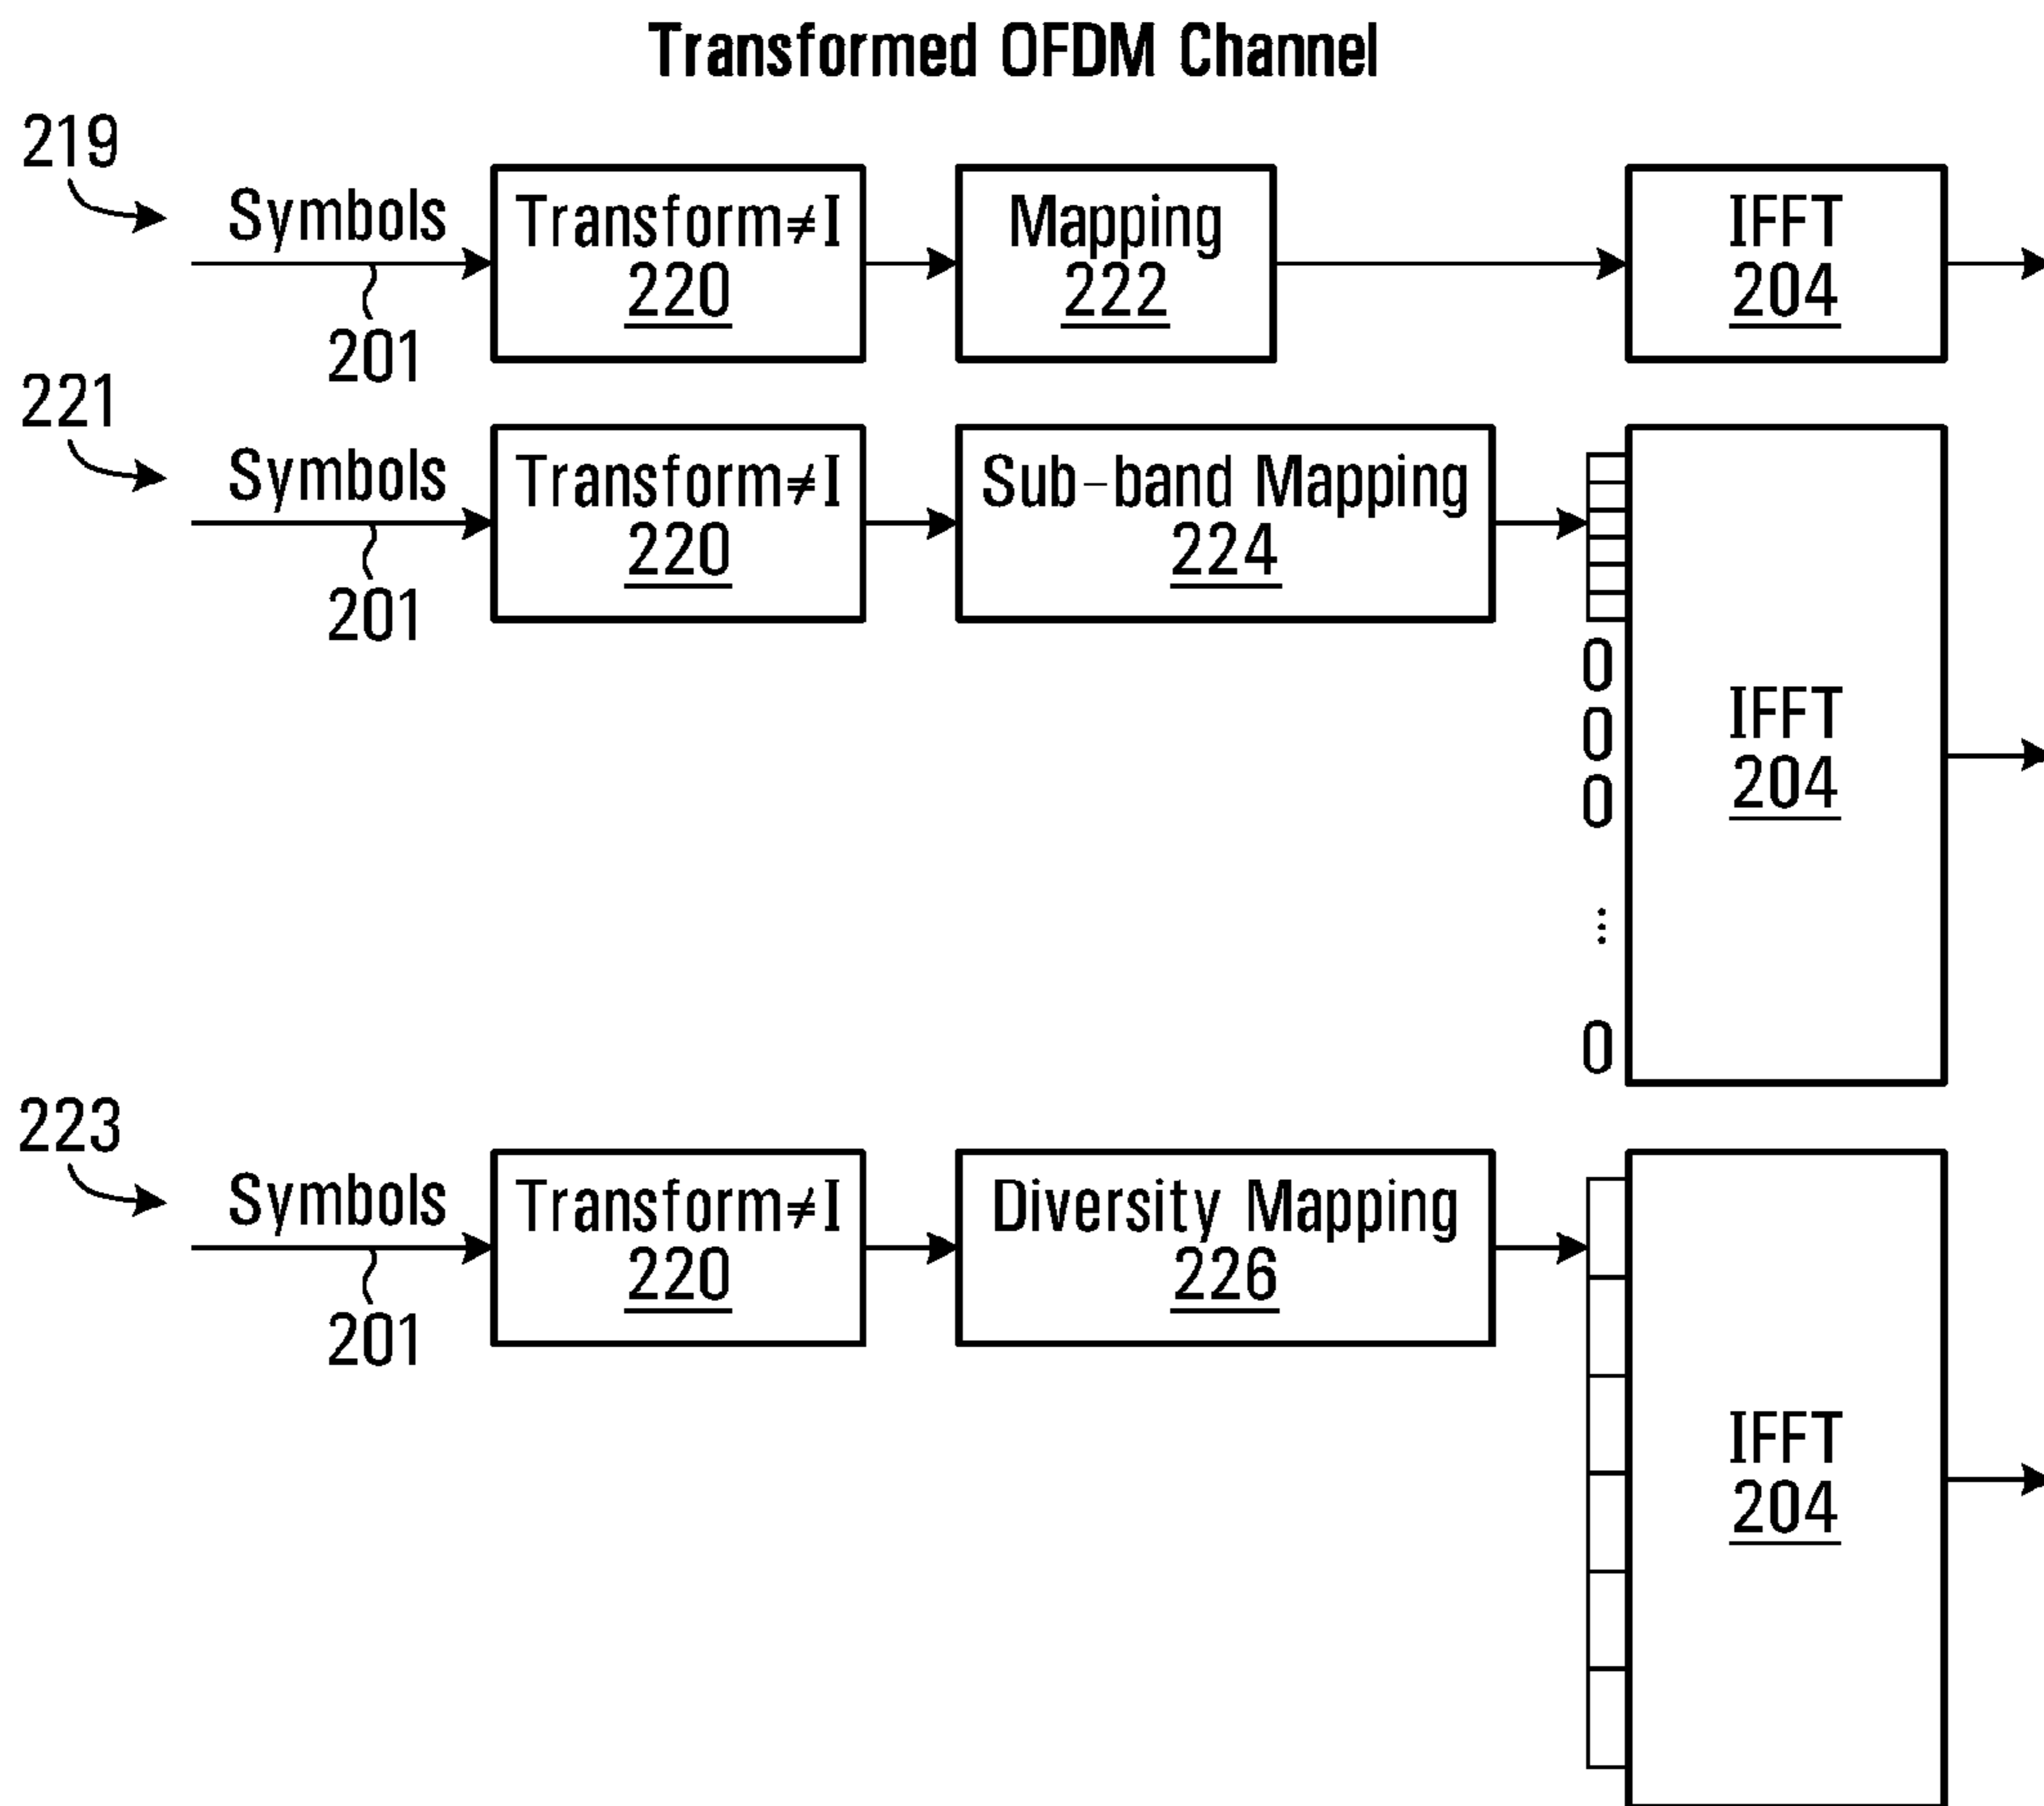 Transformed OFDM Channel
219
Symbols
201
Transform≠I
220
Mapping
222
IFFT
204
221
Symbols
201
Transform≠I
220
Sub-band Mapping
224
0
0
0
⋮
0
IFFT
204
223
Symbols
201
Transform≠I
220
Diversity Mapping
226
IFFT
204